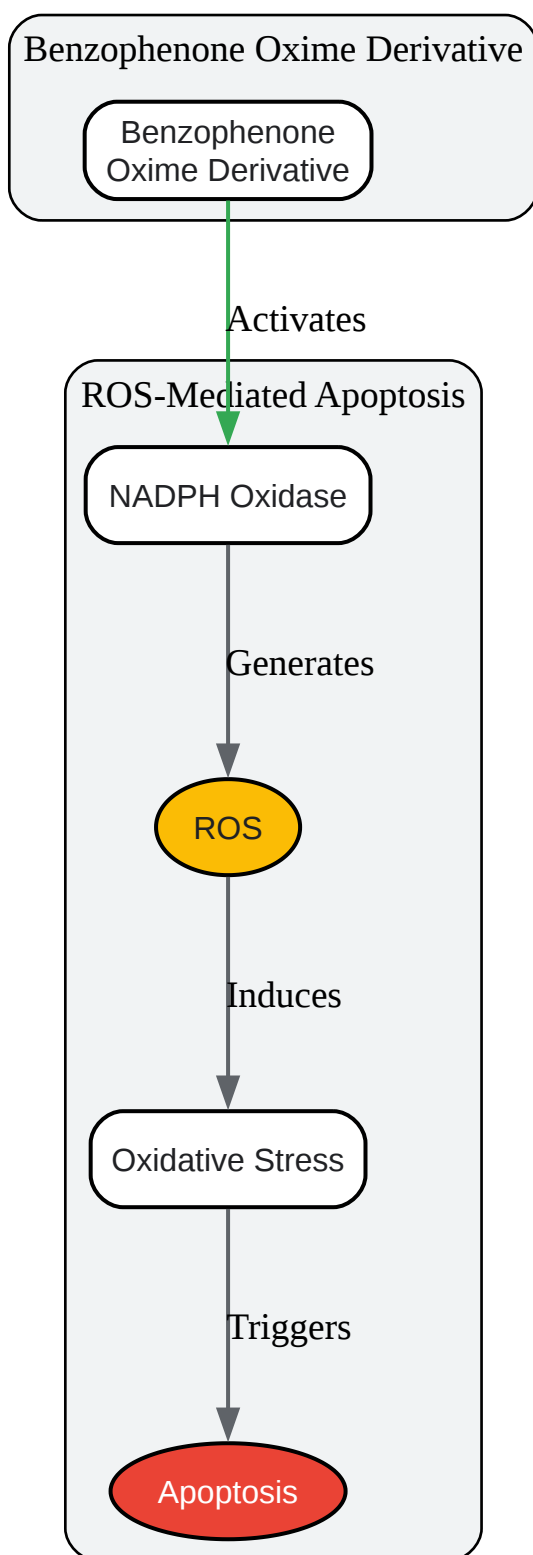 Benzophenone Oxime Derivative
Benzophenone
Oxime Derivative
Activates
ROS-Mediated Apoptosis
NADPH Oxidase
Generates
ROS
Induces
Oxidative Stress
Triggers
Apoptosis